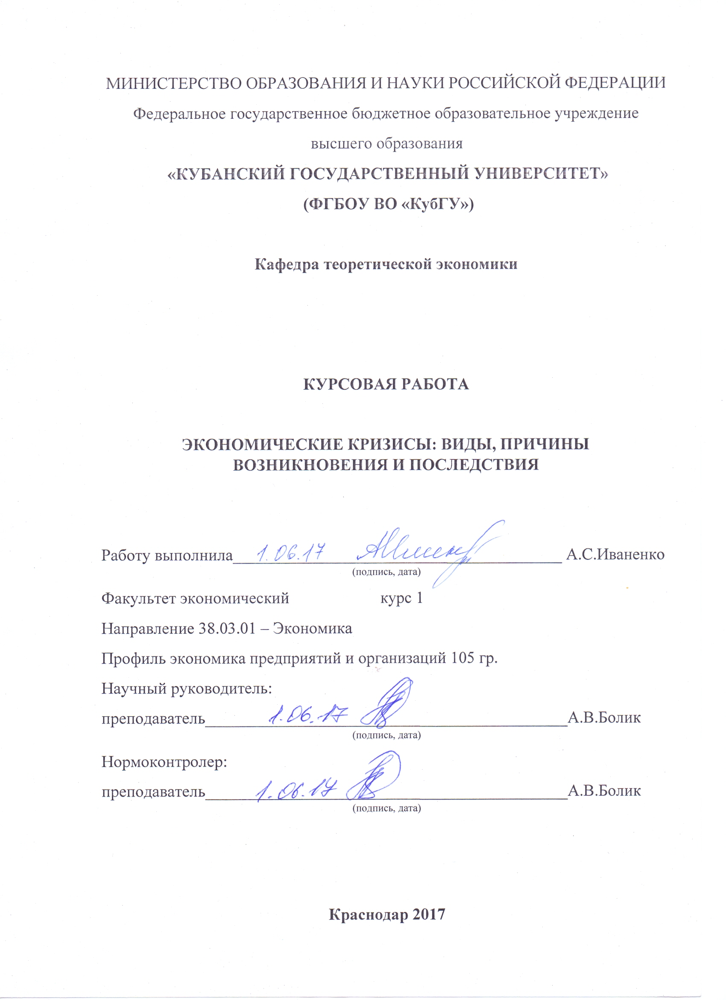 МИНИСТЕРСТВО ОБРАЗОВАНИЯ И НАУКИ РОССИЙСКОЙ ФЕДЕРАЦИИ
Федеральное государственное бюджетное образовательное учреждение
высшего образования
«КУБАНСКИЙ ГОСУДАРСТВЕННЫЙ УНИВЕРСИТЕТ»
(ФГБОУ ВО «КубГУ»)
Кафедра теоретической экономики
КУРСОВАЯ РАБОТА
ЭКОНОМИЧЕСКИЕ КРИЗИСЫ: ВИДЫ, ПРИЧИНЫ
ВОЗНИКНОВЕНИЯ И ПОСЛЕДСТВИЯ
Работу выполнила 1.06.17 А.С.Иваненко
(подпись, дата)
Факультет экономический курс 1
Направление 38.03.01 – Экономика
Профиль экономика предприятий и организаций 105 гр.
Научный руководитель:
преподаватель 1.06.17 А.В.Болик
(подпись, дата)
Нормоконтролер:
преподаватель 1.06.17 А.В.Болик
(подпись, дата)
Краснодар 2017